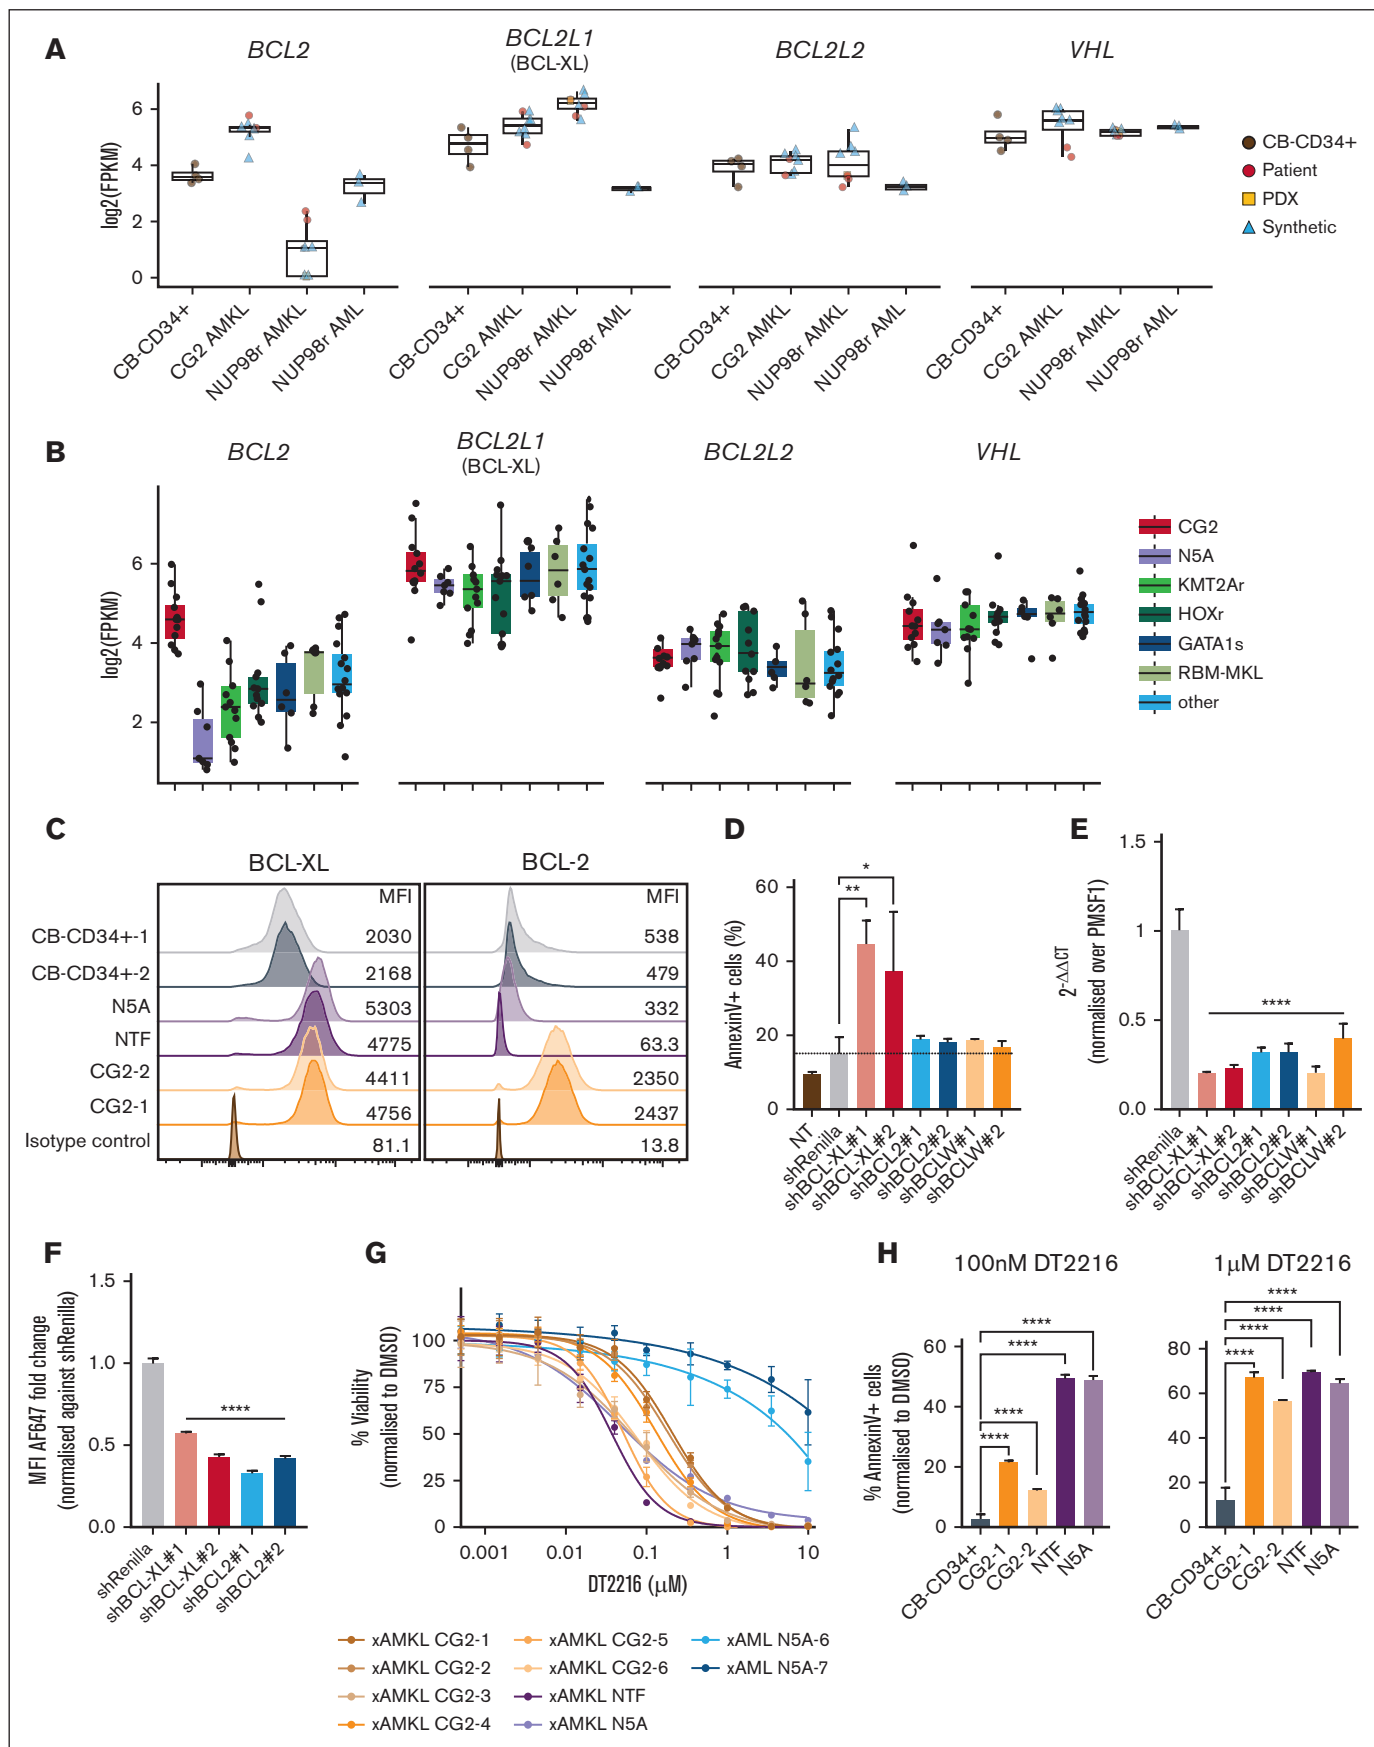 A
BCL2
BCL2L1
(BCL-XL)
BCL2L2
VHL
log2(FPKM)
6
4
2
0
CB-CD34+
CG2 AMKL
NUP98r AMKL
NUP98r AML
CB-CD34+
CG2 AMKL
NUP98r AMKL
NUP98r AML
CB-CD34+
CG2 AMKL
NUP98r AMKL
NUP98r AML
CB-CD34+
CG2 AMKL
NUP98r AMKL
NUP98r AML
CB-CD34+
Patient
PDX
Synthetic
B
BCL2
BCL2L1
(BCL-XL)
BCL2L2
VHL
log2(FPKM)
6
4
2
CG2
N5A
KMT2Ar
HOXr
GATA1s
RBM-MKL
other
C
BCL-XL
BCL-2
MFI
MFI
CB-CD34+-1
2030
538
CB-CD34+-2
2168
479
N5A
5303
332
NTF
4775
63.3
CG2-2
4411
2350
CG2-1
4756
2437
Isotype control
81.1
13.8
D
AnnexinV+ cells (%)
60
40
20
0
**
*
NT
shRenilla
shBCL-XL#1
shBCL-XL#2
shBCL2#1
shBCL2#2
shBCLW#1
shBCLW#2
E
2-ΔΔCT
(normalised over PMSF1)
1.5
1
0.5
0.0
****
shRenilla
shBCL-XL#1
shBCL-XL#2
shBCL2#1
shBCL2#2
shBCLW#1
shBCLW#2
F
MFI AF647 fold change
(normalised against shRenilla)
1.5
1.0
0.5
0.0
****
shRenilla
shBCL-XL#1
shBCL-XL#2
shBCL2#1
shBCL2#2
G
% Viability
(normalised to DMSO)
100
75
50
25
0
0.001
0.01
0.1
1
10
DT2216 (µM)
xAMKL CG2-1
xAMKL CG2-2
xAMKL CG2-3
xAMKL CG2-4
xAMKL CG2-5
xAMKL CG2-6
xAMKL NTF
xAMKL N5A
xAML N5A-6
xAML N5A-7
H
100nM DT2216
1µM DT2216
% AnnexinV+ cells
(normalised to DMSO)
60
40
20
0
****
****
****
****
CB-CD34+
CG2-1
CG2-2
NTF
N5A
80
60
40
20
0
****
****
****
****
CB-CD34+
CG2-1
CG2-2
NTF
N5A